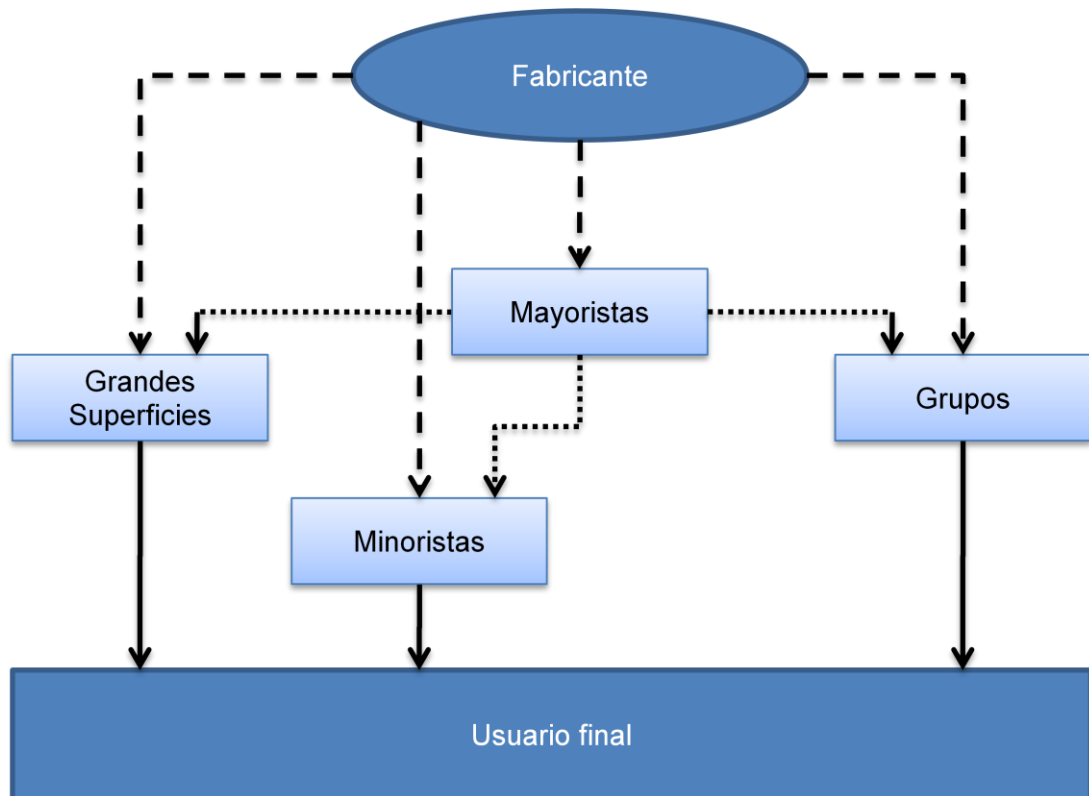 Fabricante
Mayoristas
Grandes
Superficies
Grupos
Minoristas
Usuario final